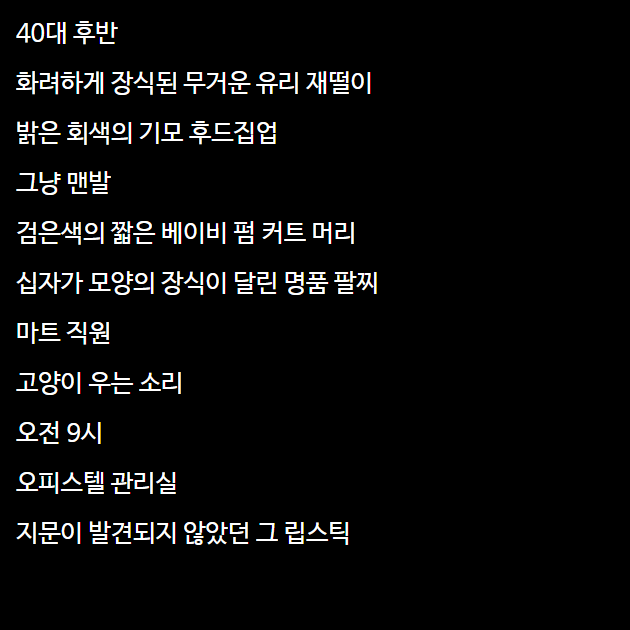 40대 후반
화려하게 장식된 무거운 유리 재떨이
밝은 회색의 기모 후드집업
그냥 맨발
검은색의 짧은 베이비 펌 커트 머리
십자가 모양의 장식이 달린 명품 팔찌
마트 직원
고양이 우는 소리
오전 9시
오피스텔 관리실
지문이 발견되지 않았던 그 립스틱